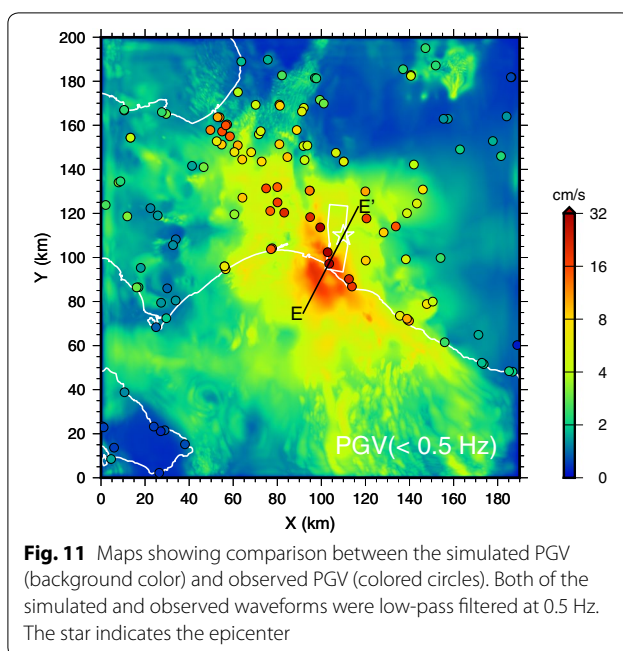 200
180
160
140
120
100
80
60
40
20
0
Y (km)
0 20 40 60 80 100 120 140 160 180
X (km)
E'
E
PGV(< 0.5 Hz)
cm/s
32
16
8
4
2
0
Fig. 11 Maps showing comparison between the simulated PGV
(background color) and observed PGV (colored circles). Both of the
simulated and observed waveforms were low-pass filtered at 0.5 Hz.
The star indicates the epicenter